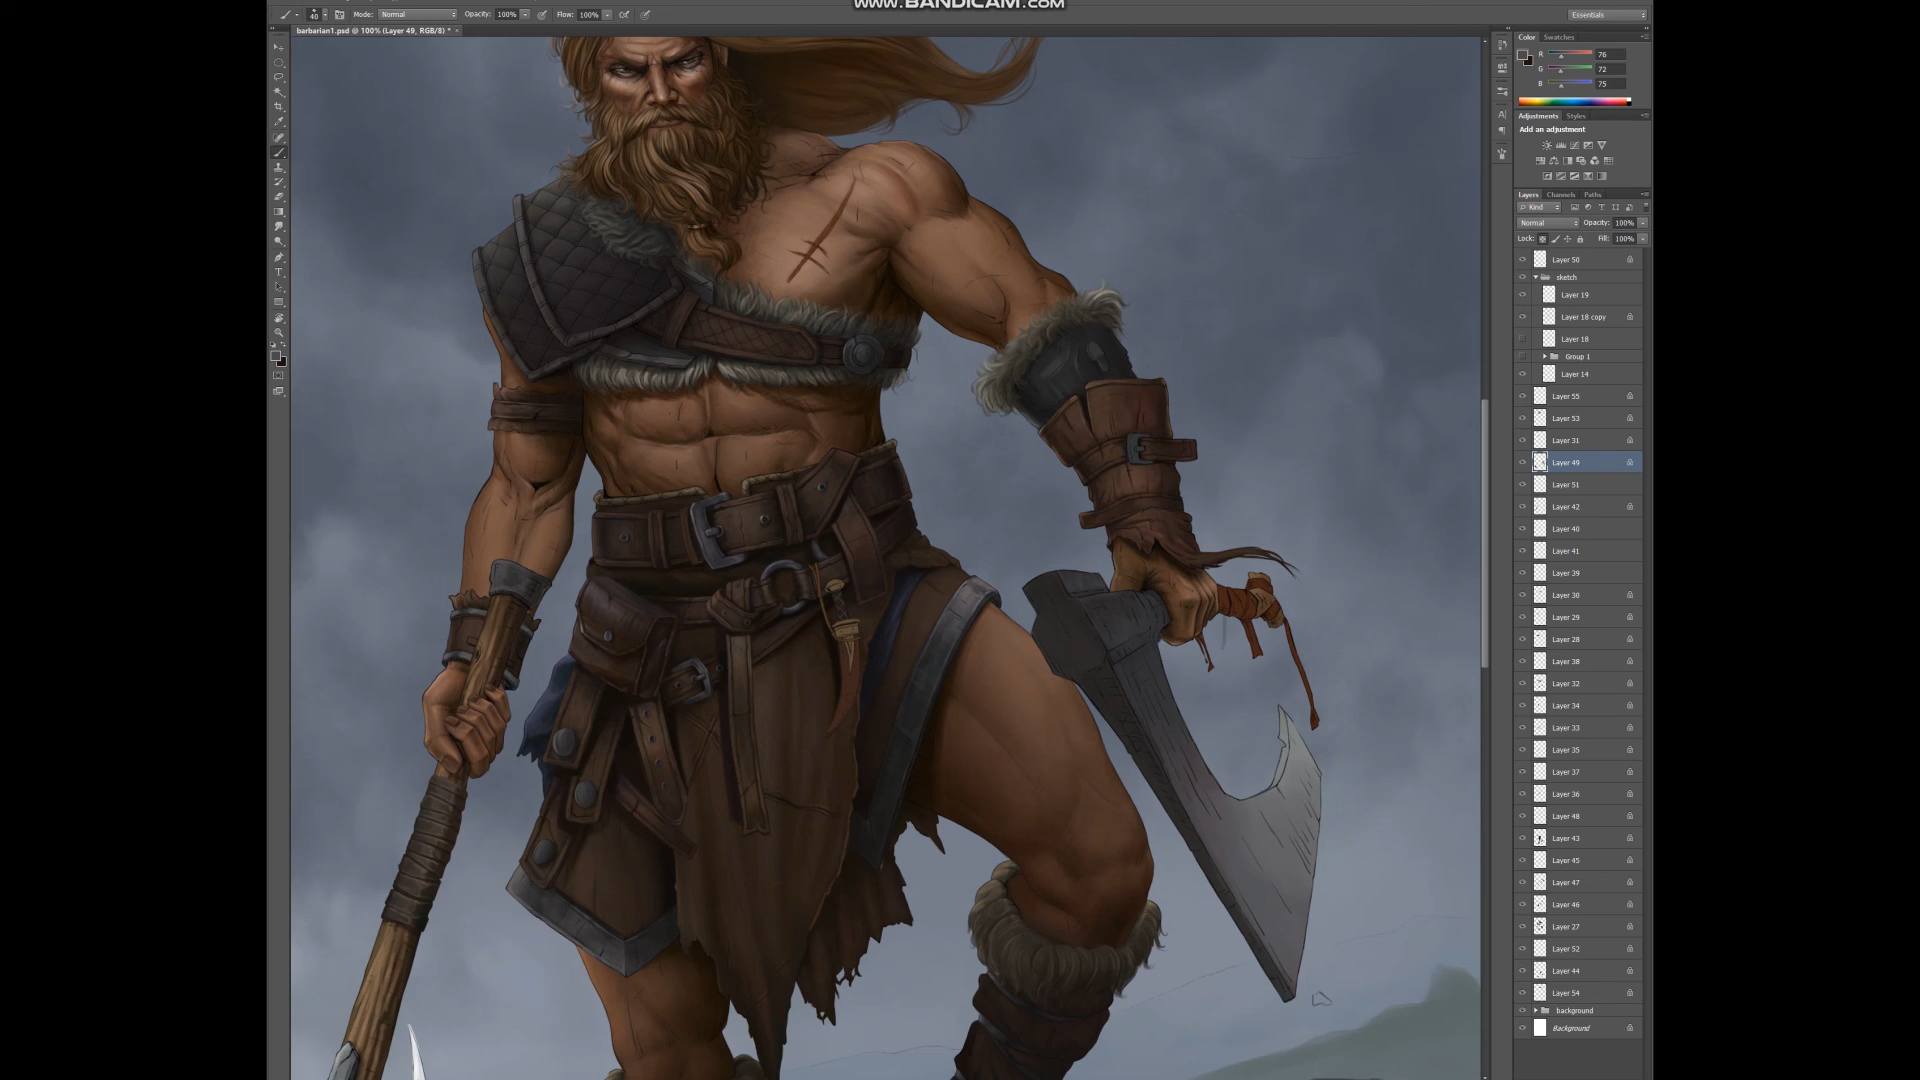 WWW.BANDICAM.COM
40 Mode: Normal Opacity: 100% Flow: 100% Essentials
barbarian1.psd @ 100% (Layer 49, RGB/8) * ×
Color Swatches
R 76
G 72
B 75
Adjustments Styles
Add an adjustment
Layers Channels Paths
Kind
Normal Opacity: 100%
Lock: Fill: 100%
Layer 50
sketch
Layer 19
Layer 18 copy
Layer 18
Group 1
Layer 14
Layer 55
Layer 53
Layer 31
Layer 49
Layer 51
Layer 42
Layer 40
Layer 41
Layer 39
Layer 30
Layer 29
Layer 28
Layer 38
Layer 32
Layer 34
Layer 33
Layer 35
Layer 37
Layer 36
Layer 48
Layer 43
Layer 45
Layer 47
Layer 46
Layer 27
Layer 52
Layer 44
Layer 54
background
Background